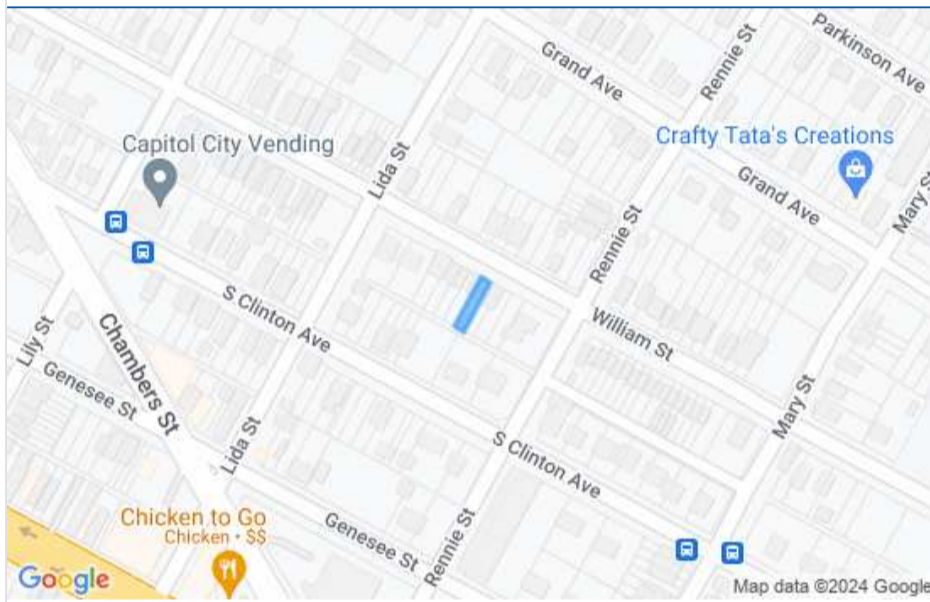 Parkinson Ave
Rennie St
Grand Ave
Crafty Tata's Creations
Capitol City Vending
Lida St
Grand Ave
Mary St
Rennie St
S Clinton Ave
William St
Lily St
Chambers St
Genesee St
Mary St
Lida St
S Clinton Ave
Chicken to Go
Chicken • $$
Genesee St
Rennie St
Google
Map data ©2024 Google